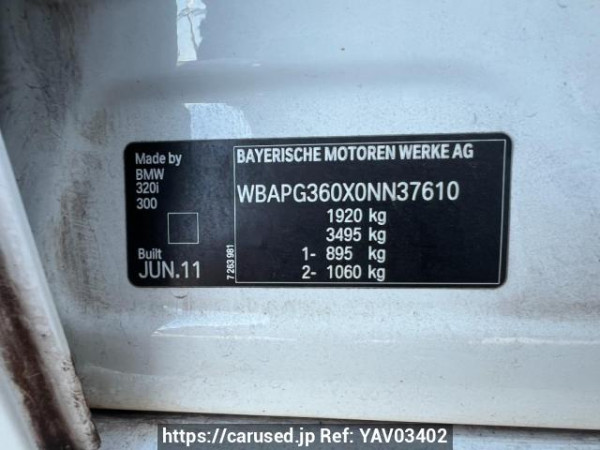 Made by
BMW
320i
300
Built
JUN.11
7 263 981
BAYERISCHE MOTOREN WERKE AG
WBAPG360X0NN37610
1920 kg
3495 kg
1- 895 kg
2- 1060 kg
https://carused.jp Ref: YAV03402